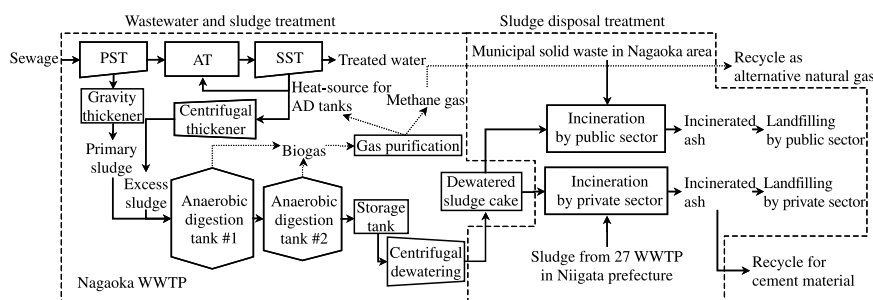 Wastewater and sludge treatment
Sludge disposal treatment
Sewage
PST
AT
SST
Treated water
Municipal solid waste in Nagaoka area
Recycle as
alternative natural gas
Gravity
thickener
Centrifugal
thickener
Heat-source for
AD tanks
Methane gas
Gas purification
Biogas
Primary
sludge
Excess
sludge
Anaerobic
digestion
tank #1
Anaerobic
digestion
tank #2
Storage
tank
Centrifugal
dewatering
Dewatered
sludge cake
Incineration
by public sector
Incinerated
ash
Landfilling
by public sector
Incineration
by private sector
Incinerated
ash
Landfilling
by private sector
Sludge from 27 WWTP
in Niigata prefecture
Recycle for
cement material
Nagaoka WWTP